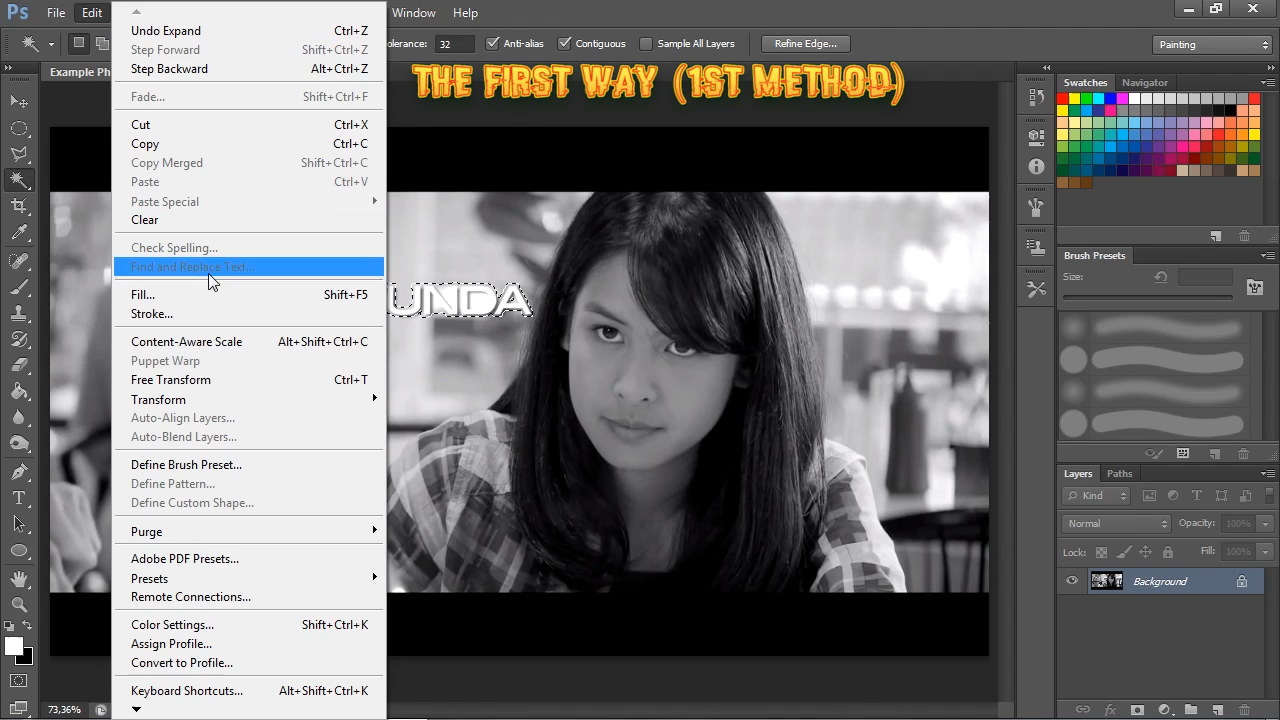 Ps File Edit Window Help
Undo Expand Ctrl+Z
Step Forward Shift+Ctrl+Z
Step Backward Alt+Ctrl+Z
Fade... Shift+Ctrl+F
Cut Ctrl+X
Copy Ctrl+C
Copy Merged Shift+Ctrl+C
Paste Ctrl+V
Paste Special
Clear
Check Spelling...
Find and Replace Text...
Fill... Shift+F5
Stroke...
Content-Aware Scale Alt+Shift+Ctrl+C
Puppet Warp
Free Transform Ctrl+T
Transform
Auto-Align Layers...
Auto-Blend Layers...
Define Brush Preset...
Define Pattern...
Define Custom Shape...
Purge
Adobe PDF Presets...
Presets
Remote Connections...
Color Settings... Shift+Ctrl+K
Assign Profile...
Convert to Profile...
Keyboard Shortcuts... Alt+Shift+Ctrl+K
olerance: 32 Anti-alias Contiguous Sample All Layers Refine Edge... Painting
Example Ph
THE FIRST WAY (1ST METHOD)
UNDA
73,36%
Swatches Navigator
Brush Presets
Size:
Layers Paths
Kind
Normal Opacity: 100%
Lock: Fill: 100%
Background